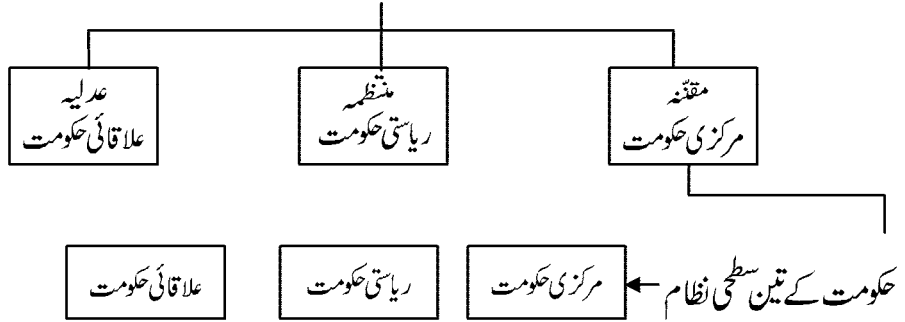 مقنّنہ
مرکزی حکومت
منتظمہ
ریاستی حکومت
عدلیہ
علاقائی حکومت
حکومت کے تین سطحی نظام
مرکزی حکومت
ریاستی حکومت
علاقائی حکومت